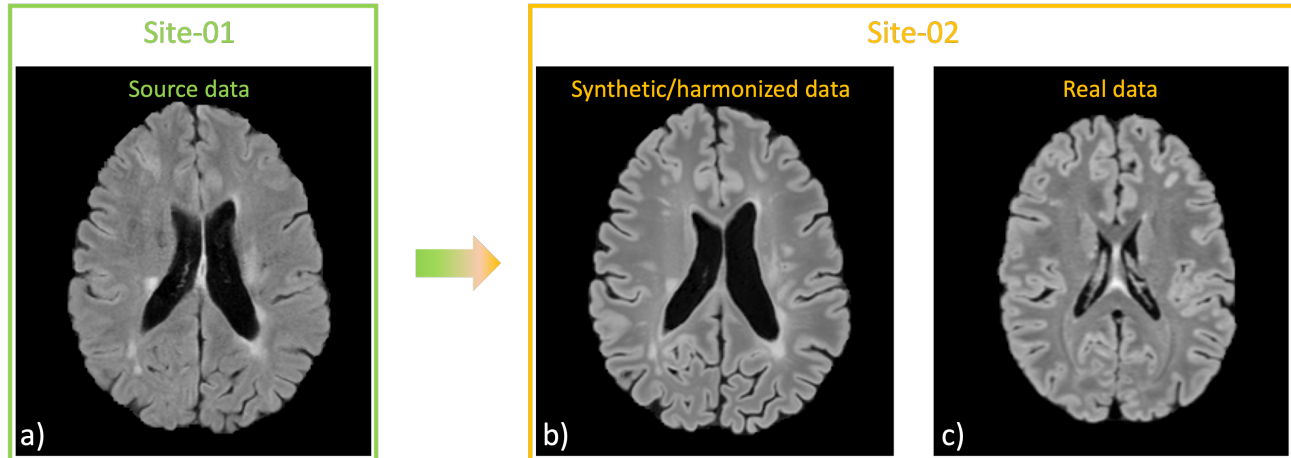 Site-01
Source data
a)
Site-02
Synthetic/harmonized data
b)
Real data
c)